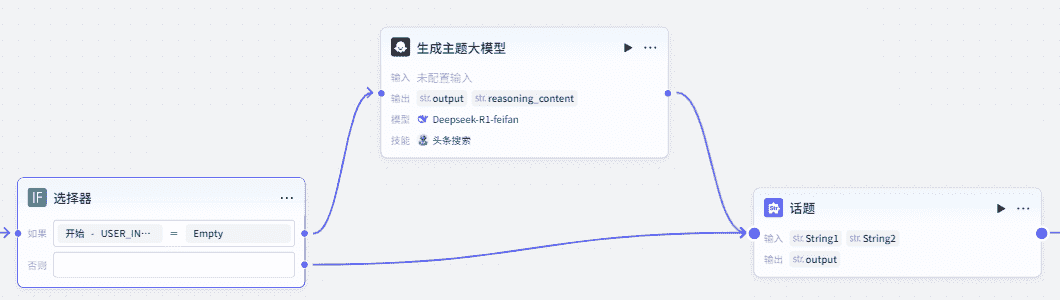 生成主题大模型
输入 未配置输入
输出 str. output str. reasoning_content
模型 Deepseek-R1-feifan
技能 头条搜索
IF 选择器
如果 开始 - USER_IN··· = Empty
否则
Str 话题
输入 str. String1 str. String2
输出 str. output